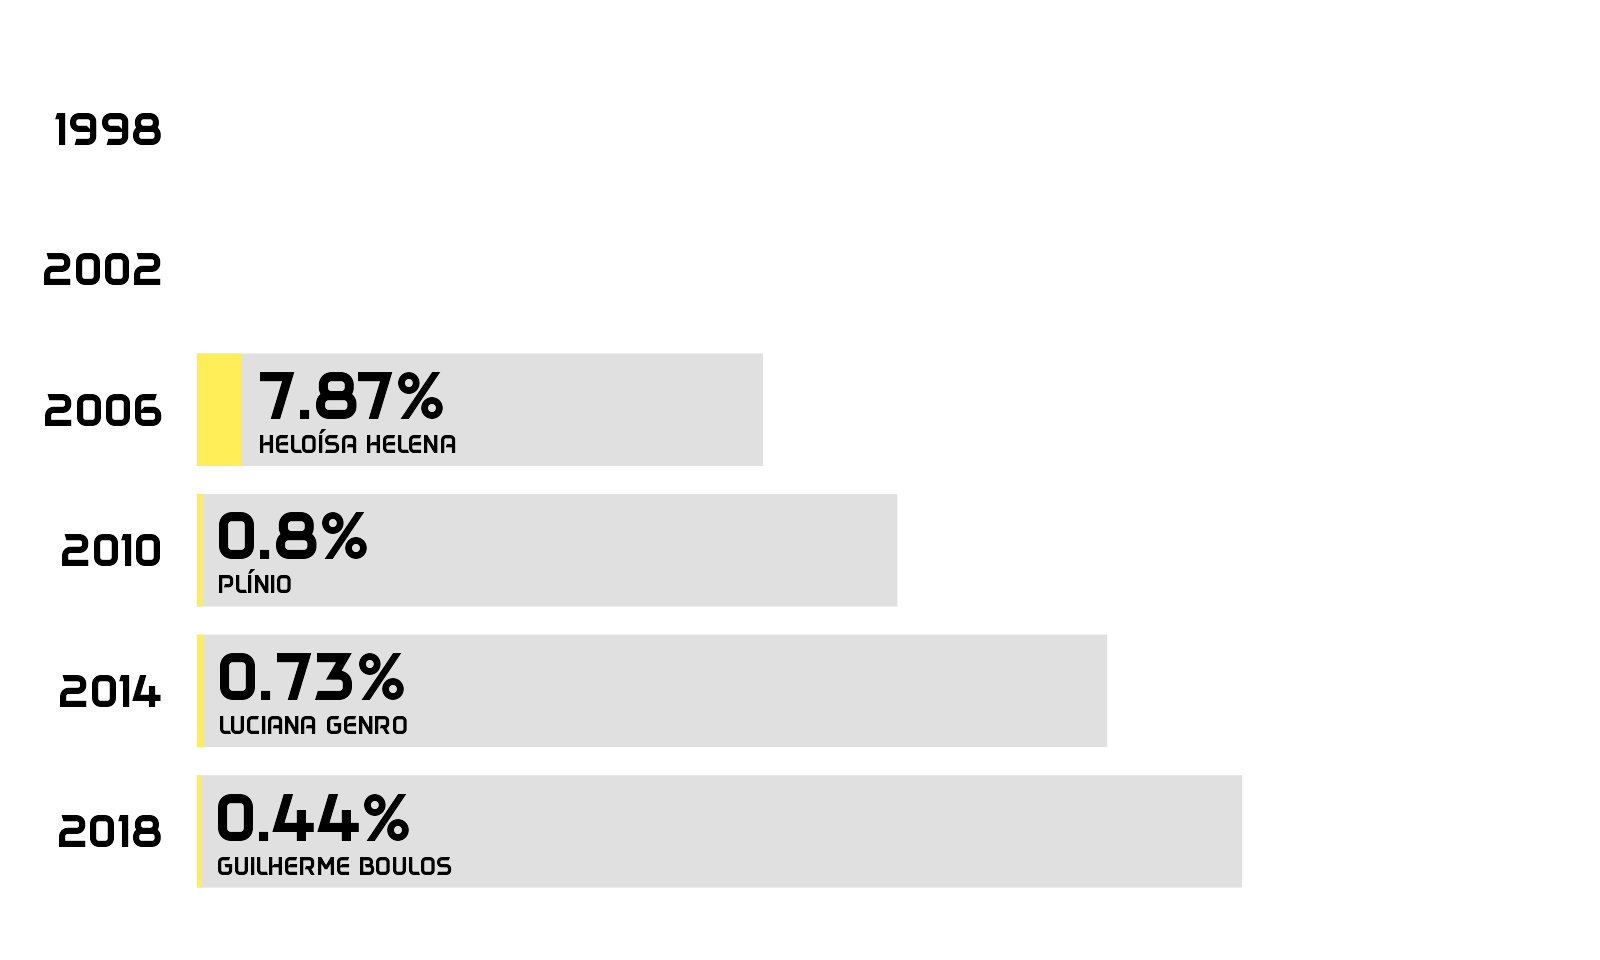 1998
2002
2006
7.87%
HELOÍSA HELENA
2010
0.8%
PLÍNIO
2014
0.73%
LUCIANA GENRO
2018
0.44%
GUILHERME BOULOS